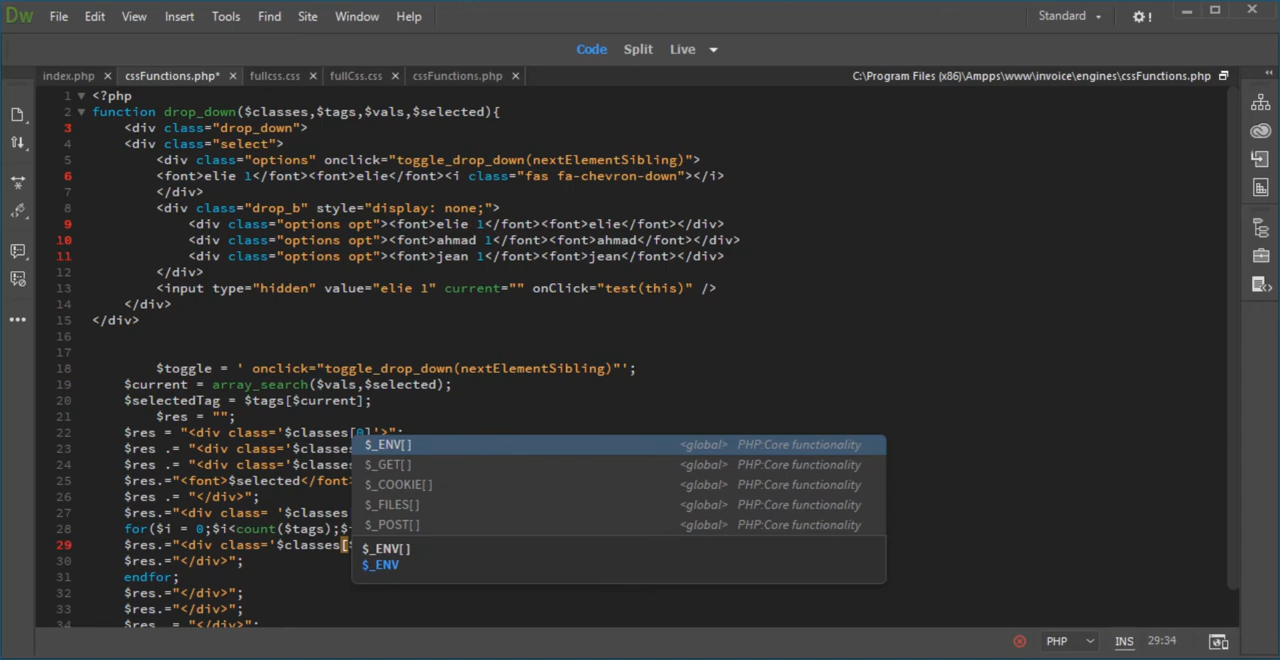 Dw File Edit View Insert Tools Find Site Window Help Standard !
Code Split Live
index.php cssFunctions.php* fullcss.css fullCss.css cssFunctions.php C:\Program Files (x86)\Ampps\www\invoice\engines\cssFunctions.php
1 <?php
2 function drop_down($classes,$tags,$vals,$selected){
3 <div class="drop_down">
4 <div class="select">
5 <div class="options" onclick="toggle_drop_down(nextElementSibling)">
6 <font>elie 1</font><font>elie</font><i class="fas fa-chevron-down"></i>
7 </div>
8 <div class="drop_b" style="display: none;">
9 <div class="options opt"><font>elie 1</font><font>elie</font></div>
10 <div class="options opt"><font>ahmad 1</font><font>ahmad</font></div>
11 <div class="options opt"><font>jean 1</font><font>jean</font></div>
12 </div>
13 <input type="hidden" value="elie 1" current="" onClick="test(this)" />
14 </div>
15 </div>
16
17
18 $toggle = ' onclick="toggle_drop_down(nextElementSibling)"';
19 $current = array_search($vals,$selected);
20 $selectedTag = $tags[$current];
21 $res = "";
22 $res = "<div class='$classes[0]'>";
23 $res .= "<div class='$classes
24 $res .= "<div class='$classes
25 $res.="<font>$selected</font
26 $res .= "</div>";
27 $res.="<div class= '$classes
28 for($i = 0;$i<count($tags);$
29 $res.="<div class='$classes[$
30 $res.="</div>";
31 endfor;
32 $res.="</div>";
33 $res.="</div>";
34 $res .= "</div>";
$_ENV[] <global> PHP:Core functionality
$_GET[] <global> PHP:Core functionality
$_COOKIE[] <global> PHP:Core functionality
$_FILES[] <global> PHP:Core functionality
$_POST[] <global> PHP:Core functionality
$_ENV[]
$_ENV
PHP INS 29:34